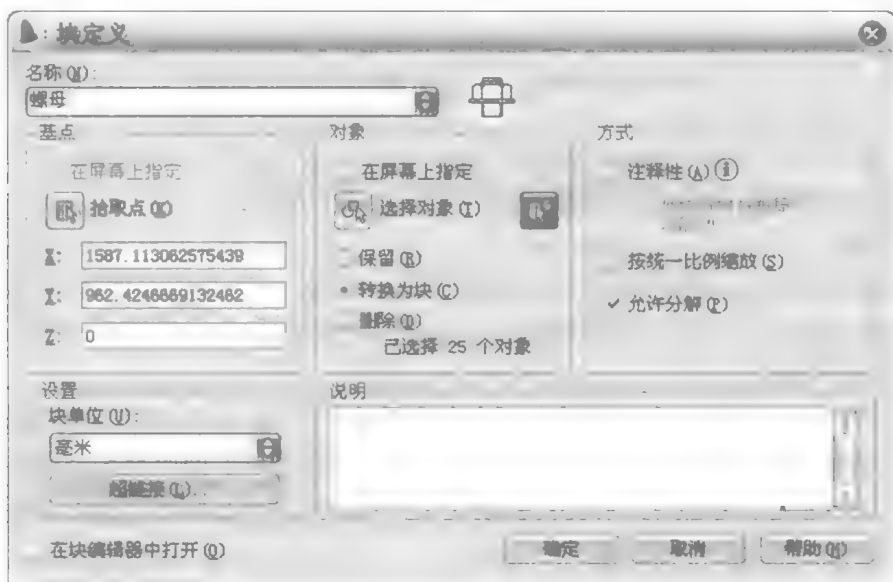 块定义
名称(N):
螺母
基点
在屏幕上指定
拾取点(K)
X: 1587.113062575439
Y: 962.4246669132462
Z: 0
对象
在屏幕上指定
选择对象(T)
保留(R)
转换为块(C)
删除(D)
已选择 25 个对象
方式
注释性(A)
按统一比例缩放(S)
允许分解(P)
设置
块单位(U):
毫米
超链接(L)...
说明
在块编辑器中打开(O)
确定
取消
帮助(H)